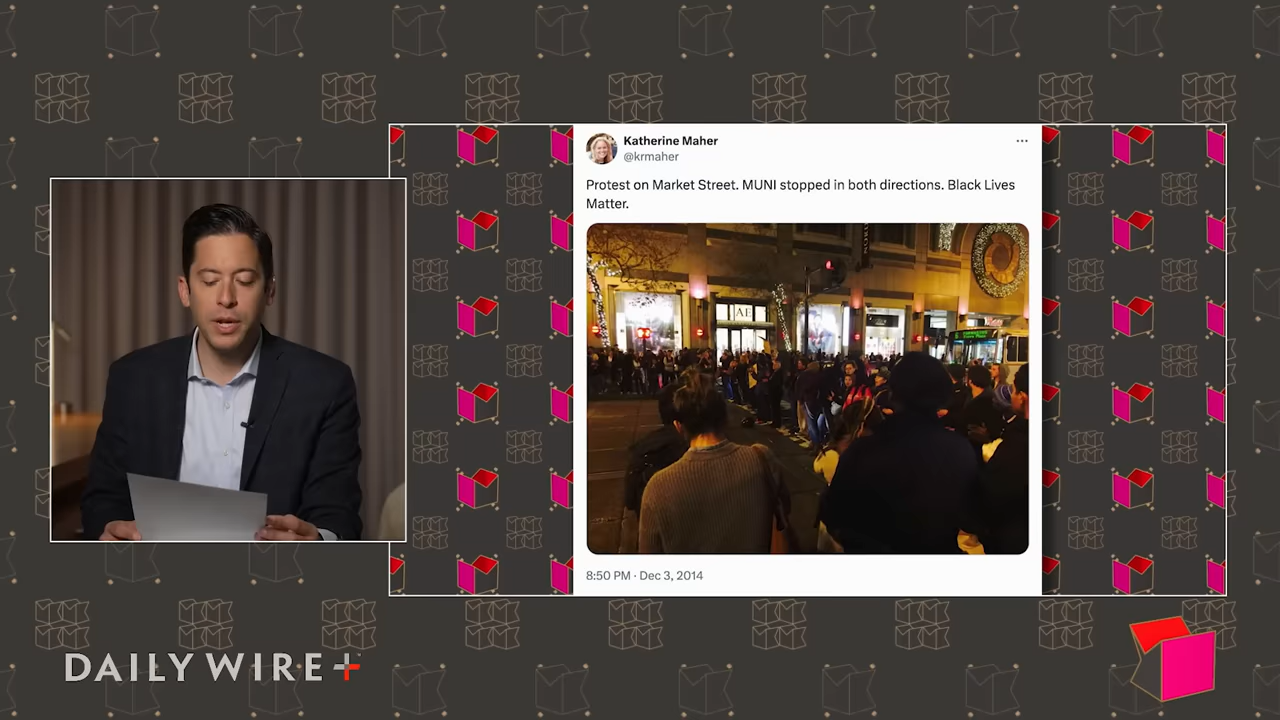 Katherine Maher
@krmaher
Protest on Market Street. MUNI stopped in both directions. Black Lives
Matter.
AE
8:50 PM · Dec 3, 2014
DAILY WIRE +